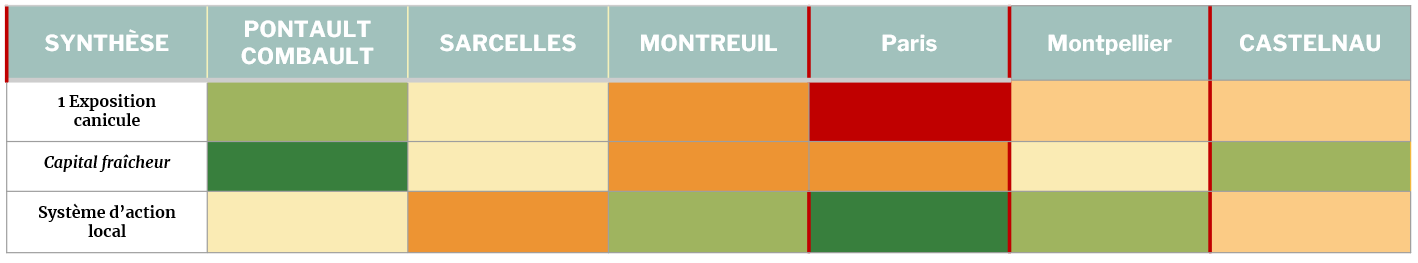 SYNTHÈSE
PONTAULT
COMBAULT
SARCELLES
MONTREUIL
Paris
Montpellier
CASTELNAU
1 Exposition
canicule
Capital fraîcheur
Système d’action
local